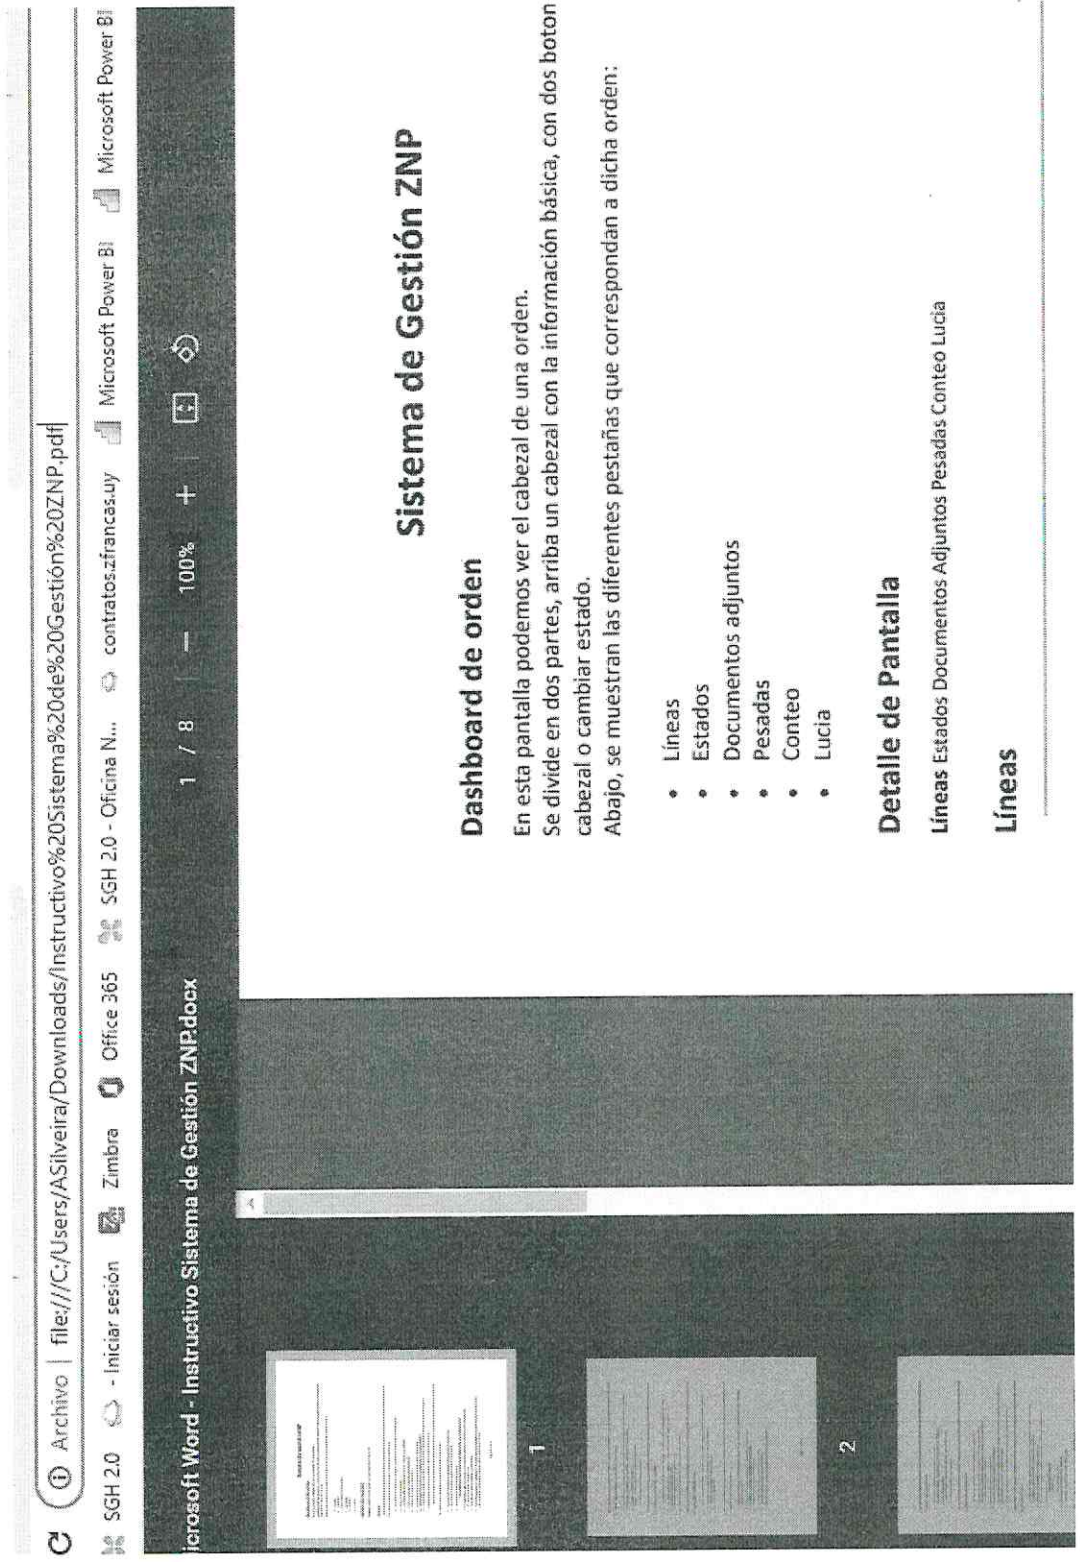 Archivo | file:///C:/Users/ASilveira/Downloads/Instructivo%20Sistema%20de%20Gestión%20ZNP.pdf
SGH 2.0 - Iniciar sesión Zimbra Office 365 SGH 2.0 - Oficina N... contratos.zfrancas.uy Microsoft Power BI Microsoft Power BI
icrosoft Word - Instructivo Sistema de Gestión ZNP.docx 1 / 8 | − 100% + |
1
2
Sistema de Gestión ZNP
Dashboard de orden
En esta pantalla podemos ver el cabezal de una orden.
Se divide en dos partes, arriba un cabezal con la información básica, con dos boton
cabezal o cambiar estado.
Abajo, se muestran las diferentes pestañas que correspondan a dicha orden:
• Líneas
• Estados
• Documentos adjuntos
• Pesadas
• Conteo
• Lucia
Detalle de Pantalla
Líneas Estados Documentos Adjuntos Pesadas Conteo Lucia
Líneas